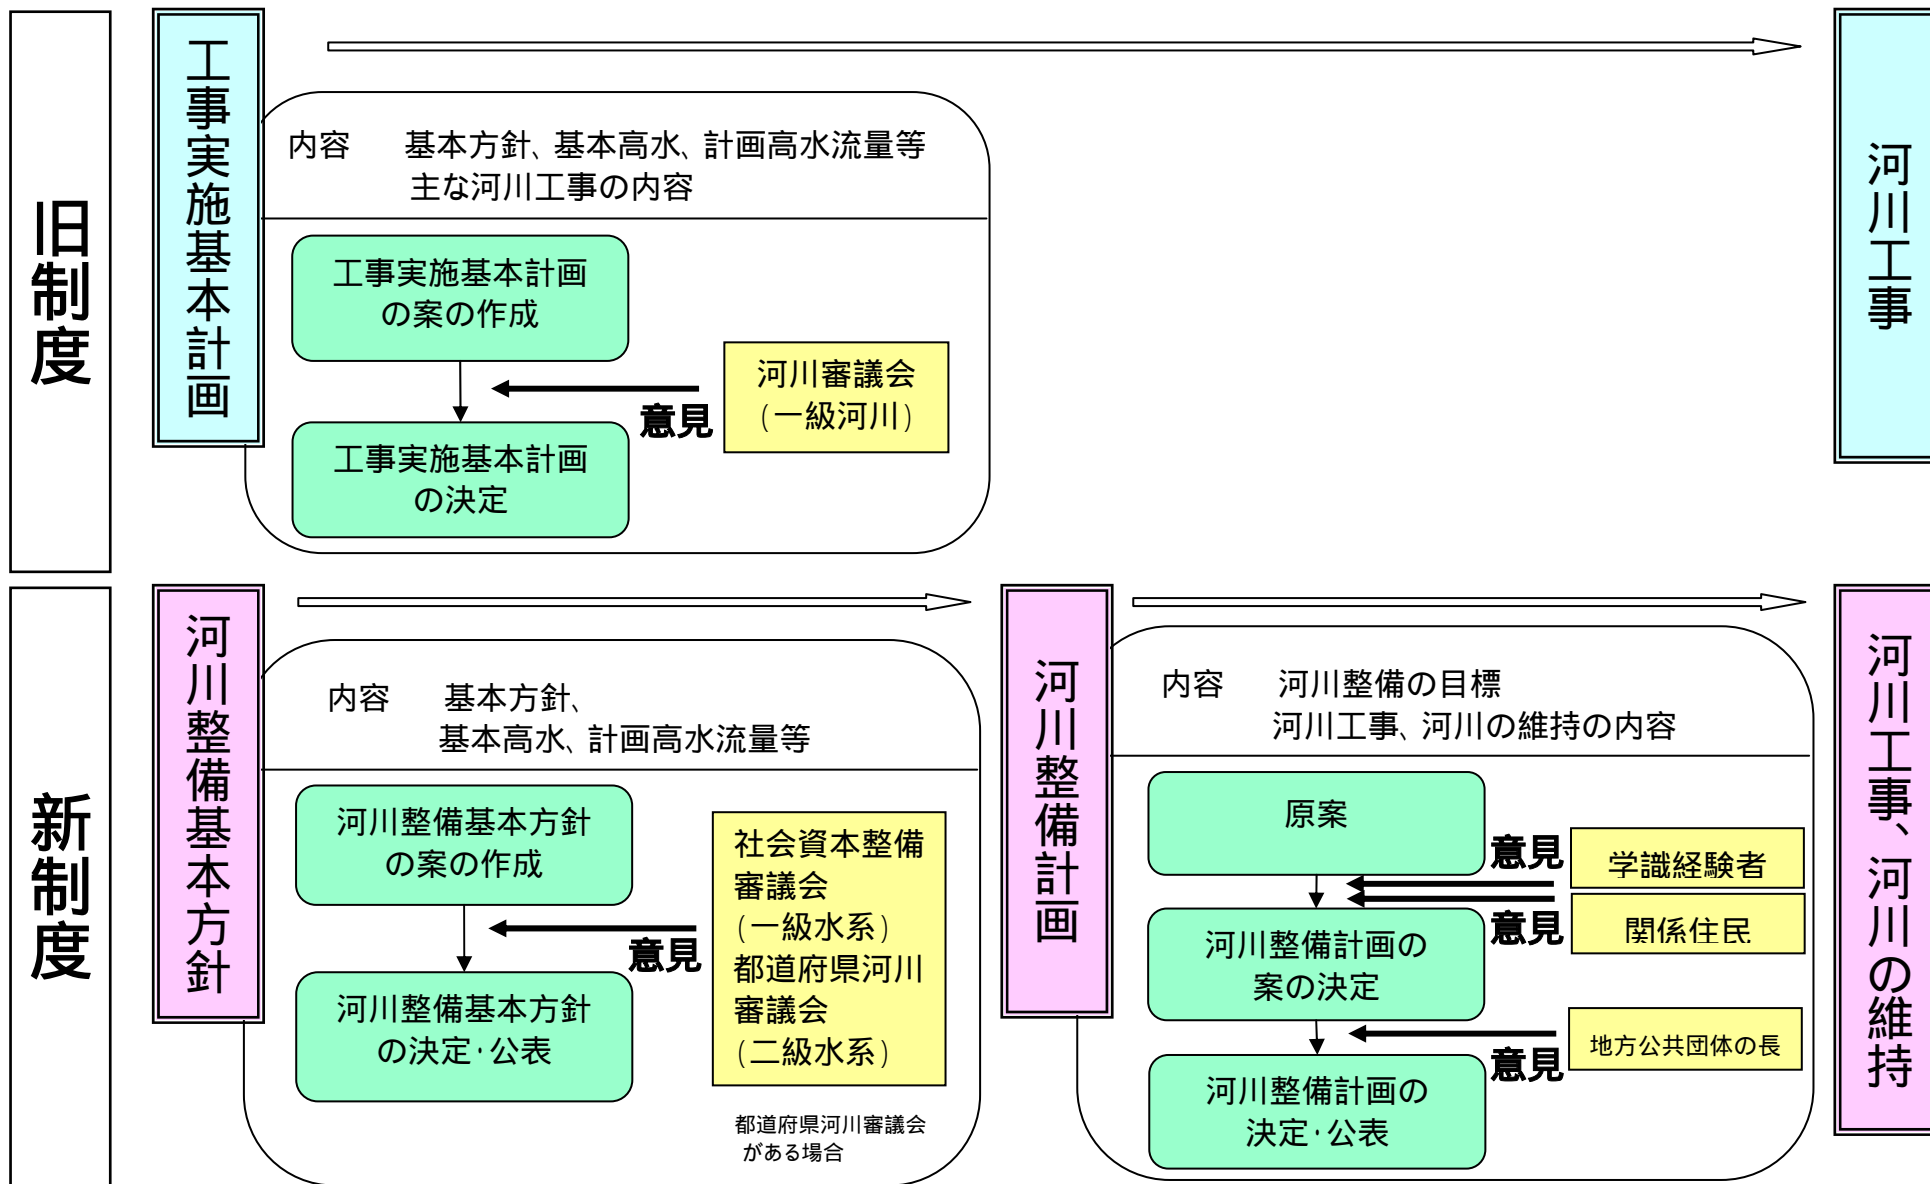 旧制度
工事実施基本計画
内容 基本方針、基本高水、計画高水流量等
主な河川工事の内容
工事実施基本計画
の案の作成
意見
河川審議会
(一級河川)
工事実施基本計画
の決定
河川工事
新制度
河川整備基本方針
内容 基本方針、
基本高水、計画高水流量等
河川整備基本方針
の案の作成
意見
社会資本整備
審議会
(一級水系)
都道府県河川
審議会
(二級水系)
河川整備基本方針
の決定・公表
都道府県河川審議会
がある場合
河川整備計画
内容 河川整備の目標
河川工事、河川の維持の内容
原案
意見
学識経験者
意見
関係住民
河川整備計画の
案の決定
意見
地方公共団体の長
河川整備計画の
決定・公表
河川工事、河川の維持